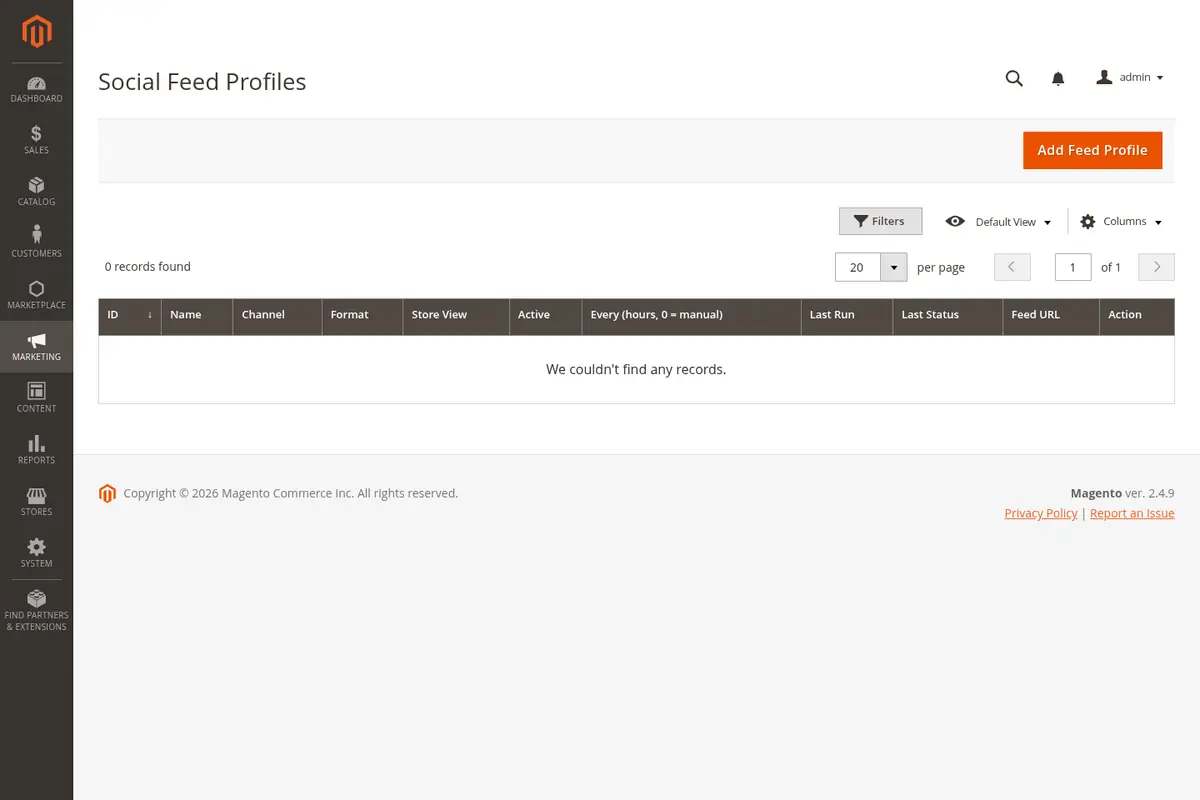 Social Feed Profiles
admin
DASHBOARD
SALES
CATALOG
CUSTOMERS
MARKETPLACE
MARKETING
CONTENT
REPORTS
STORES
SYSTEM
FIND PARTNERS
& EXTENSIONS
Add Feed Profile
Filters
Default View
Columns
0 records found
20
per page
1
of 1
ID ↓ Name Channel Format Store View Active Every (hours, 0 = manual) Last Run Last Status Feed URL Action
We couldn't find any records.
Copyright © 2026 Magento Commerce Inc. All rights reserved.
Magento ver. 2.4.9
Privacy Policy | Report an Issue